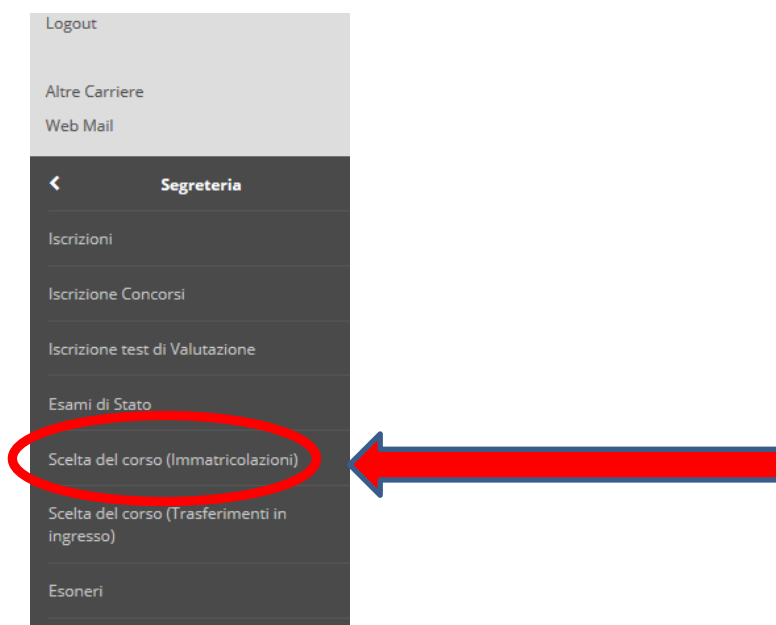 Logout
Altre Carriere
Web Mail
Segreteria
Iscrizioni
Iscrizione Concorsi
Iscrizione test di Valutazione
Esami di Stato
Scelta del corso (Immatricolazioni)
Scelta del corso (Trasferimenti in
ingresso)
Esoneri